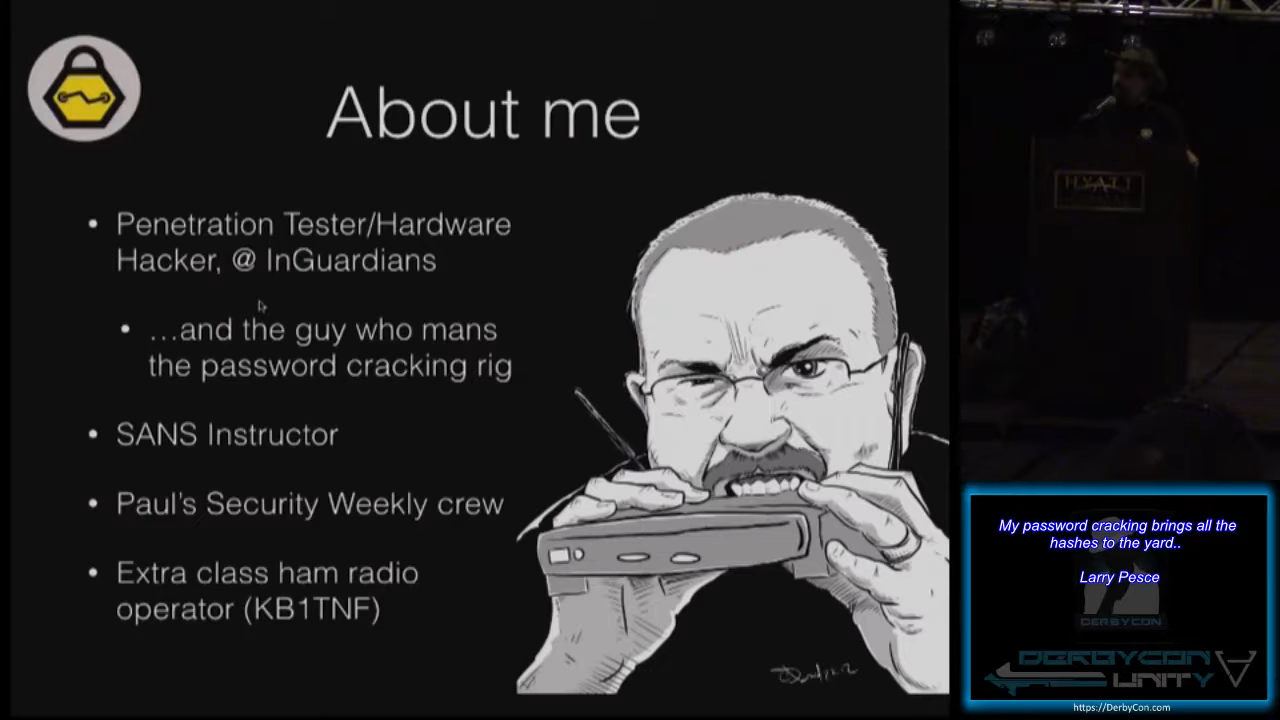 About me
• Penetration Tester/Hardware
Hacker, @ InGuardians
• …and the guy who mans
the password cracking rig
• SANS Instructor
• Paul's Security Weekly crew
• Extra class ham radio
operator (KB1TNF)
HYATT
My password cracking brings all the
hashes to the yard..
Larry Pesce
DERBYCON
DERBYCON
UNITY
https://DerbyCon.com